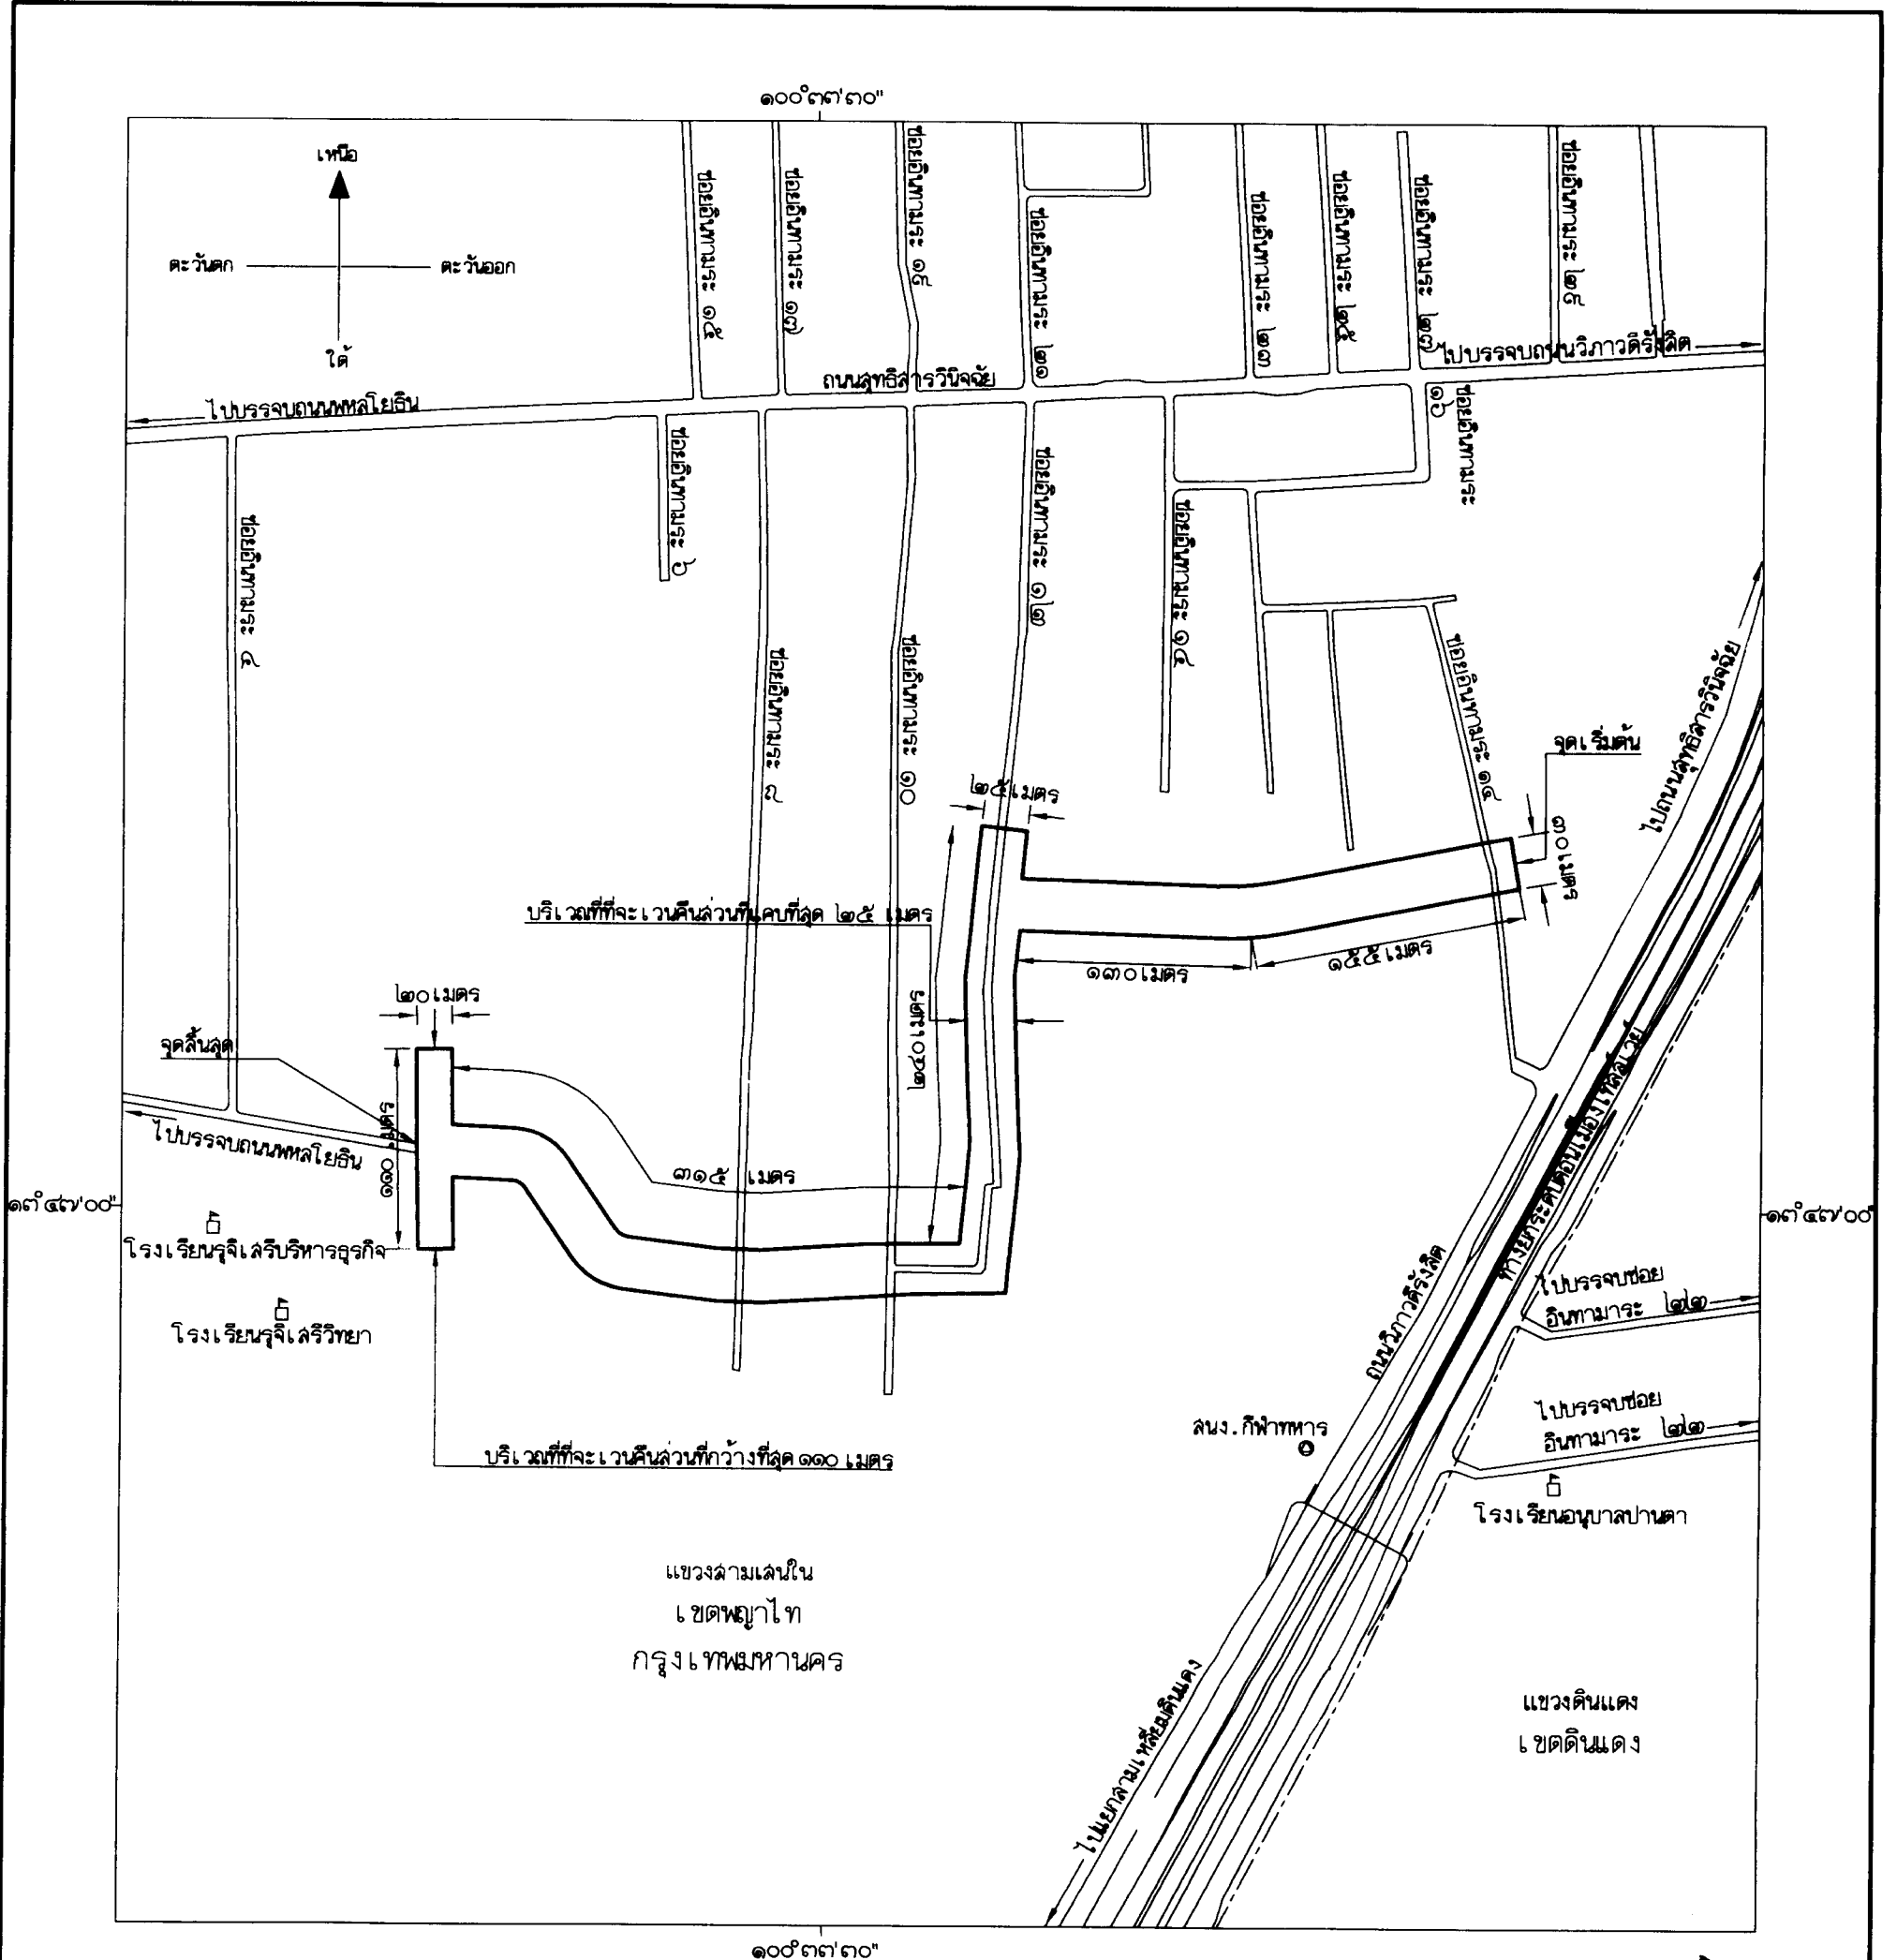 ๑๐๐°๓๓'๓๐"
เหนือ
ตะวันตก
ตะวันออก
ใต้
ซอยอินทามระ ๑๕
ซอยอินทามระ ๑๗
ซอยอินทามระ ๑๙
ซอยอินทามระ ๒๑
ซอยอินทามระ ๒๓
ซอยอินทามระ ๒๕
ซอยอินทามระ ๒๗
ซอยอินทามระ ๒๙
ไปบรรจบถนนวิภาวดีรังสิต
ถนนสุทธิสารวินิจฉัย
ไปบรรจบถนนพหลโยธิน
ซอยอินทามระ ๔
ซอยอินทามระ ๖
ซอยอินทามระ ๘
ซอยอินทามระ ๑๐
ซอยอินทามระ ๑๒
ซอยอินทามระ ๑๔
ซอยอินทามระ
๑๖
ซอยอินทามระ ๑๔
ไปถนนสุทธิสารวินิจฉัย
จุดเริ่มต้น
๒๕ เมตร
๓๐ เมตร
บริเวณที่ที่จะเวนคืนส่วนที่แคบที่สุด ๒๕ เมตร
๑๓๐ เมตร
๑๕๕ เมตร
๒๐ เมตร
๒๔๐ เมตร
จุดสิ้นสุด
๑๑๐ เมตร
ไปบรรจบถนนพหลโยธิน
๓๑๕ เมตร
๑๓°๔๗'๐๐"
๑๓°๔๗'๐๐"
โรงเรียนรุจิเสรีบริหารธุรกิจ
โรงเรียนรุจิเสรีวิทยา
ทางยกระดับดอนเมืองโทลล์เวย์
ถนนวิภาวดีรังสิต
ไปบรรจบซอย
อินทามาระ ๒๒
ไปบรรจบซอย
อินทามาระ ๒๒
สนง.กีฬาทหาร
บริเวณที่ที่จะเวนคืนส่วนที่กว้างที่สุด ๑๑๐ เมตร
โรงเรียนอนุบาลปานตา
แขวงสามเสนใน
เขตพญาไท
กรุงเทพมหานคร
ไปแยกสามเหลี่ยมดินแดง
แขวงดินแดง
เขตดินแดง
๑๐๐°๓๓'๓๐"